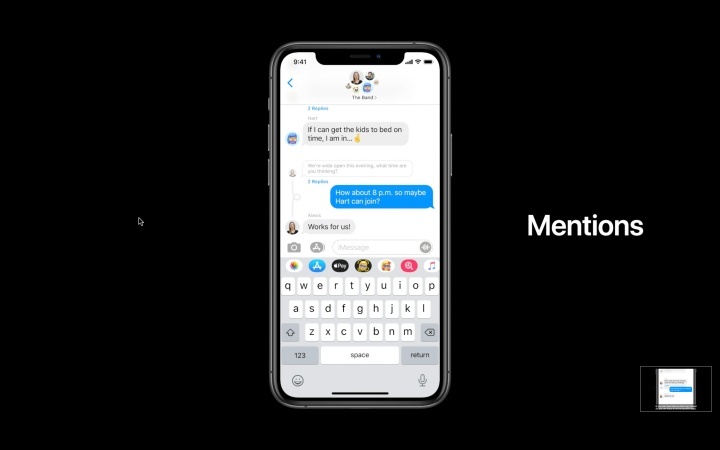 9:41
The Band
2 Replies
Hart
If I can get the kids to bed on
time, I am in...
We're ready open this evening, what time are
you thinking?
2 Replies
How about 8 p.m. so maybe
Hart can join?
Alexis
Works for us!
iMessage
Pay
q w e r t y u i o p
a s d f g h j k l
z x c v b n m
123 space return
Mentions